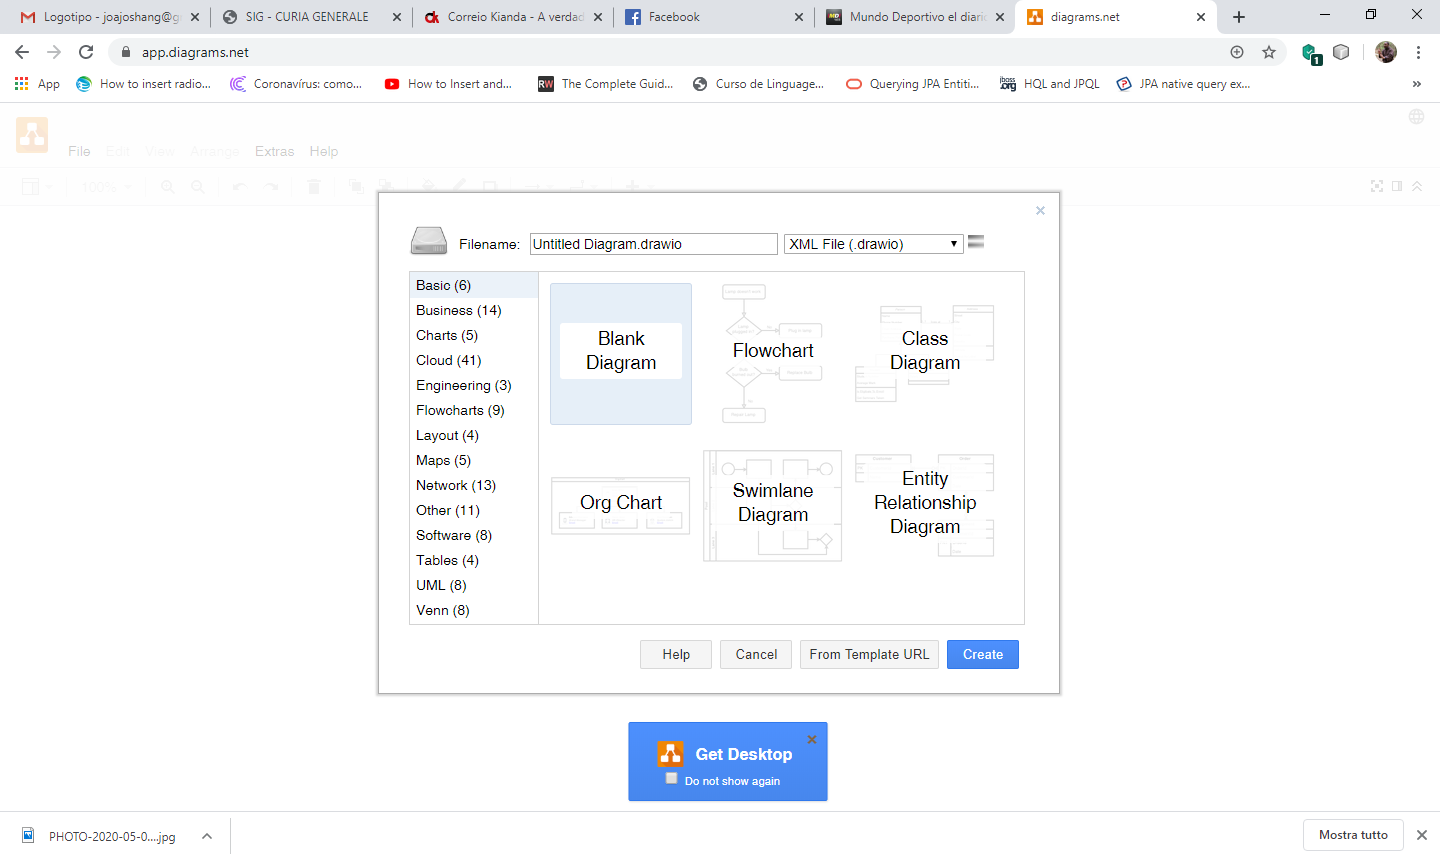 Logotipo - joajoshang@g
SIG - CURIA GENERALE
Correio Kianda - A verdad
Facebook
Mundo Deportivo el diari
diagrams.net
app.diagrams.net
1
App
How to insert radio...
Coronavírus: como...
How to Insert and...
RW
The Complete Guid...
Curso de Linguage...
Querying JPA Entiti...
HQL and JPQL
JPA native query ex...
»
File
Edit
View
Arrange
Extras
Help
100%
Filename:
Untitled Diagram.drawio
XML File (.drawio)
Basic (6)
Business (14)
Charts (5)
Cloud (41)
Engineering (3)
Flowcharts (9)
Layout (4)
Maps (5)
Network (13)
Other (11)
Software (8)
Tables (4)
UML (8)
Venn (8)
Blank
Diagram
Flowchart
Class
Diagram
Org Chart
Swimlane
Diagram
Entity
Relationship
Diagram
Help
Cancel
From Template URL
Create
Get Desktop
Do not show again
PHOTO-2020-05-0....jpg
Mostra tutto